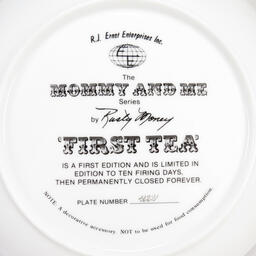 R.J. Ernst Enterprises Inc.
The
MOMMY AND ME
Series
by Rusty Money
'FIRST TEA'
IS A FIRST EDITION AND IS LIMITED IN
EDITION TO TEN FIRING DAYS,
THEN PERMANENTLY CLOSED FOREVER.
PLATE NUMBER
NOTE: A decorative accessory. NOT to be used for food consumption.